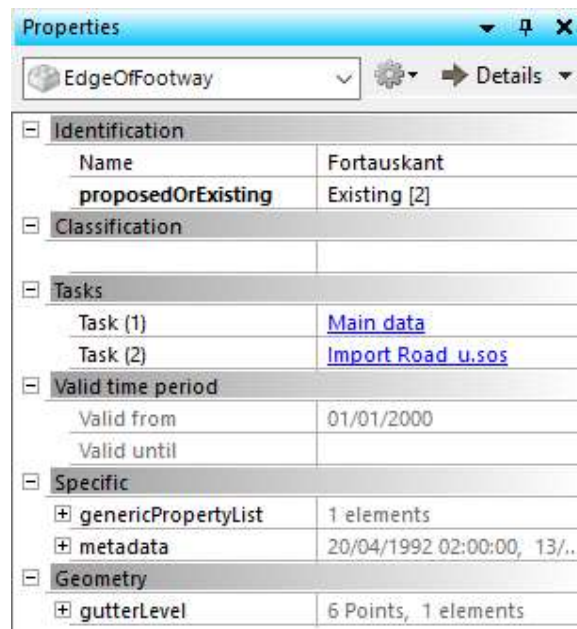 Properties
EdgeOfFootway Details
Identification
Name Fortauskant
proposedOrExisting Existing [2]
Classification
Tasks
Task (1) Main data
Task (2) Import Road_u.sos
Valid time period
Valid from 01/01/2000
Valid until
Specific
genericPropertyList 1 elements
metadata 20/04/1992 02:00:00, 13/..
Geometry
gutterLevel 6 Points, 1 elements